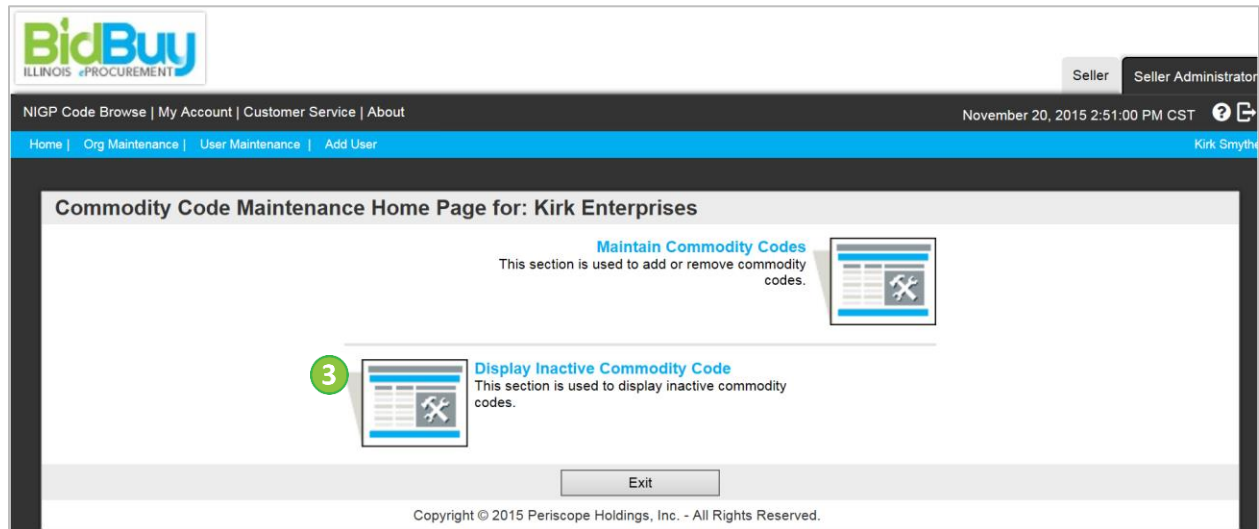 BidBuy
ILLINOIS ePROCUREMENT
Seller
Seller Administrator
NIGP Code Browse | My Account | Customer Service | About
November 20, 2015 2:51:00 PM CST
Home | Org Maintenance | User Maintenance | Add User
Kirk Smythe
Commodity Code Maintenance Home Page for: Kirk Enterprises
Maintain Commodity Codes
This section is used to add or remove commodity
codes.
3
Display Inactive Commodity Code
This section is used to display inactive commodity
codes.
Exit
Copyright © 2015 Periscope Holdings, Inc. - All Rights Reserved.